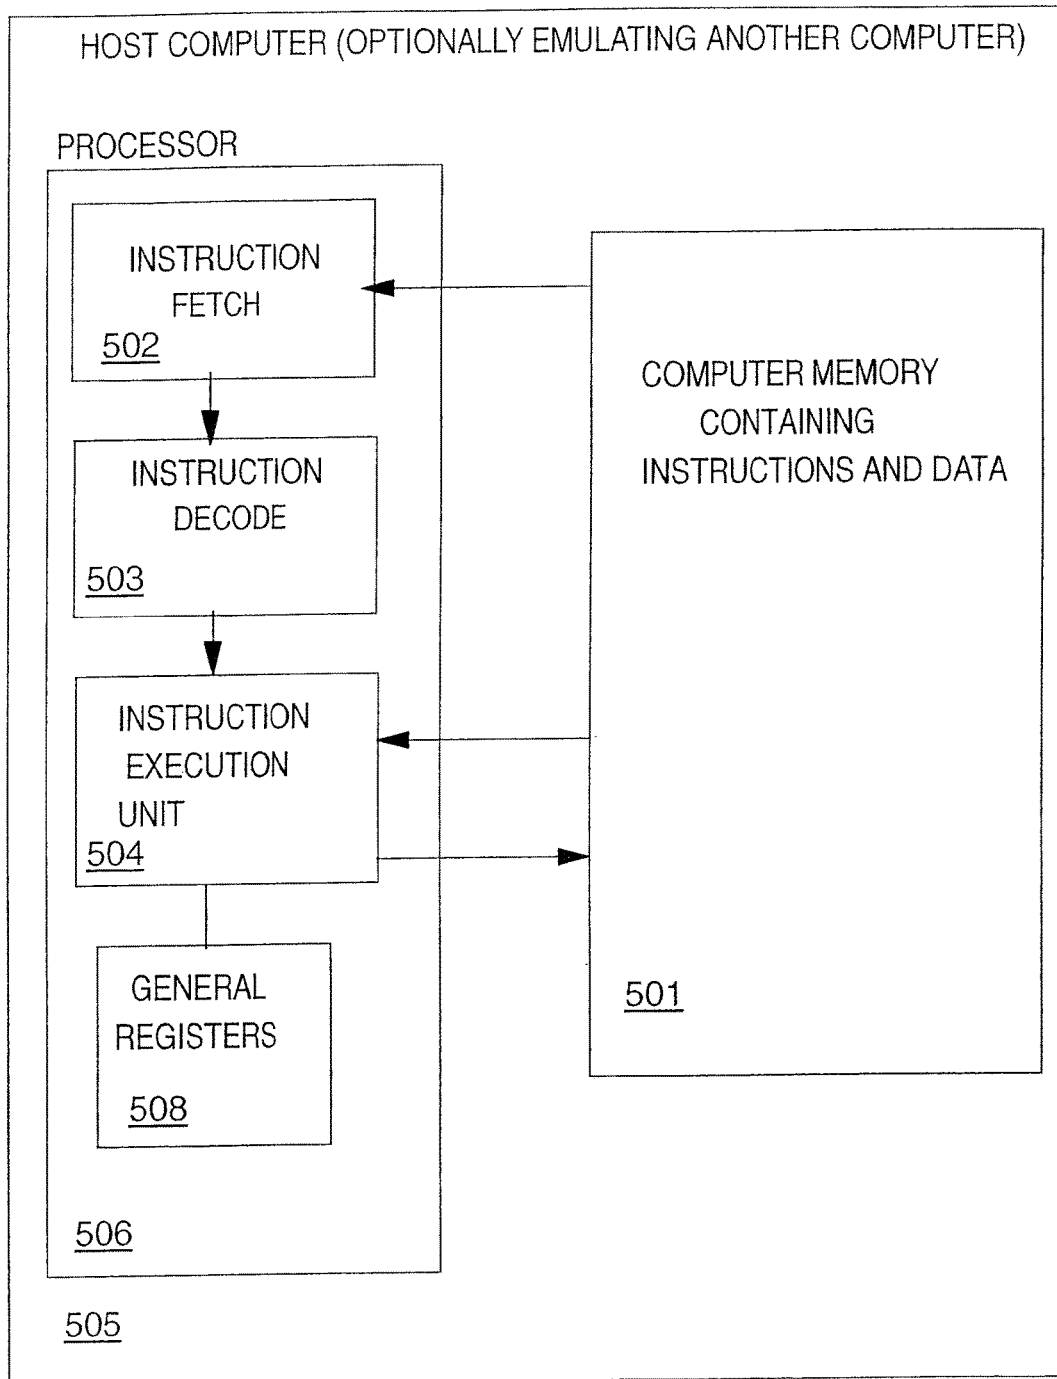 HOST COMPUTER (OPTIONALLY EMULATING ANOTHER COMPUTER)
PROCESSOR
INSTRUCTION
FETCH
502
INSTRUCTION
DECODE
503
INSTRUCTION
EXECUTION
UNIT
504
GENERAL
REGISTERS
508
506
505
COMPUTER MEMORY
CONTAINING
INSTRUCTIONS AND DATA
501